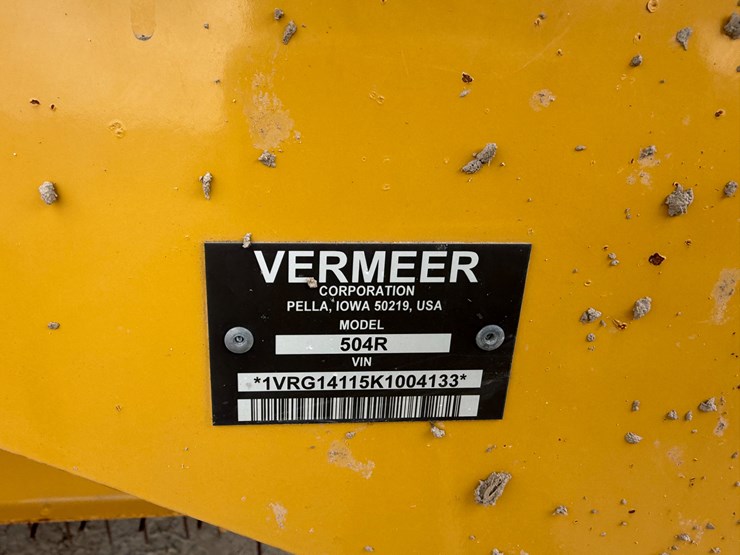 VERMEER
CORPORATION
PELLA, IOWA 50219, USA
MODEL
504R
VIN
*1VRG14115K1004133*